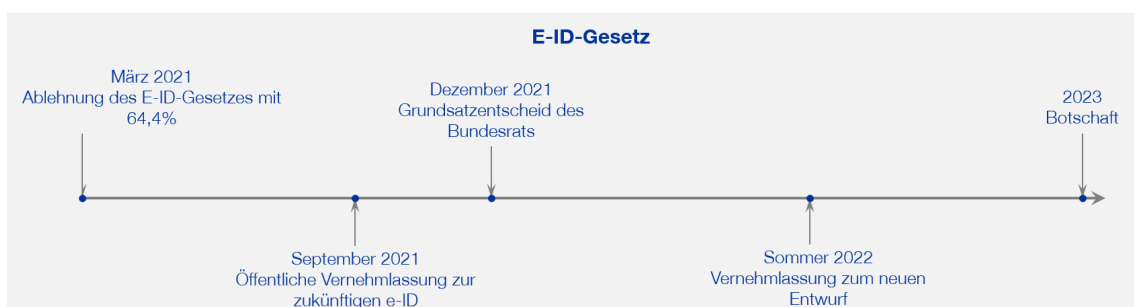 E-ID-Gesetz
März 2021
Ablehnung des E-ID-Gesetzes mit
64,4%
Dezember 2021
Grundsatzentscheid des
Bundesrats
2023
Botschaft
September 2021
Öffentliche Vernehmlassung zur
zukünftigen e-ID
Sommer 2022
Vernehmlassung zum neuen
Entwurf